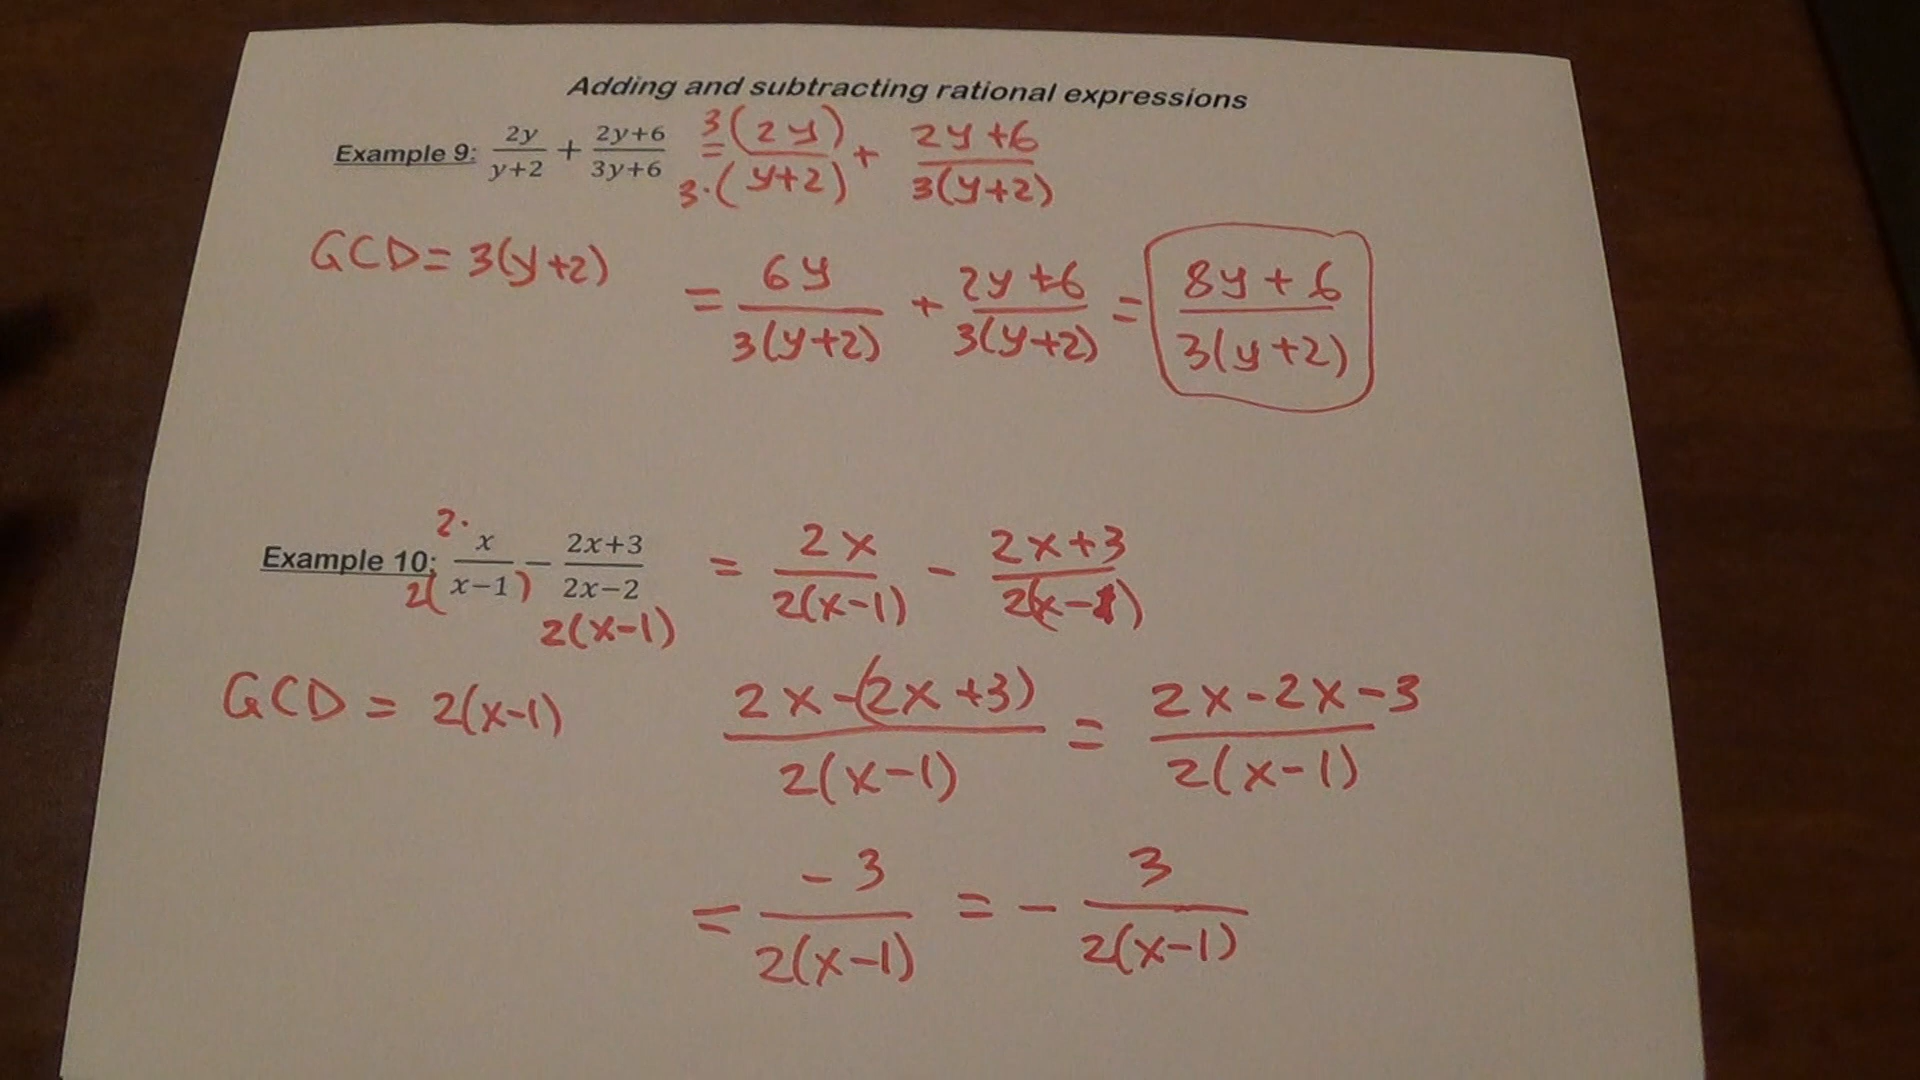 Adding and subtracting rational expressions
Example 9: 2y/y+2 + 2y+6/3y+6 = 3(2y)/3·(y+2) + 2y+6/3(y+2)
GCD = 3(y+2)
= 6y/3(y+2) + 2y+6/3(y+2) = 8y+6/3(y+2)
Example 10: 2· x/2(x−1) − 2x+3/2x−2 = 2x/2(x-1) - 2x+3/2(x-1)
2(x-1)
GCD = 2(x-1)
2x-(2x+3)/2(x-1) = 2x-2x-3/2(x-1)
= -3/2(x-1) = - 3/2(x-1)